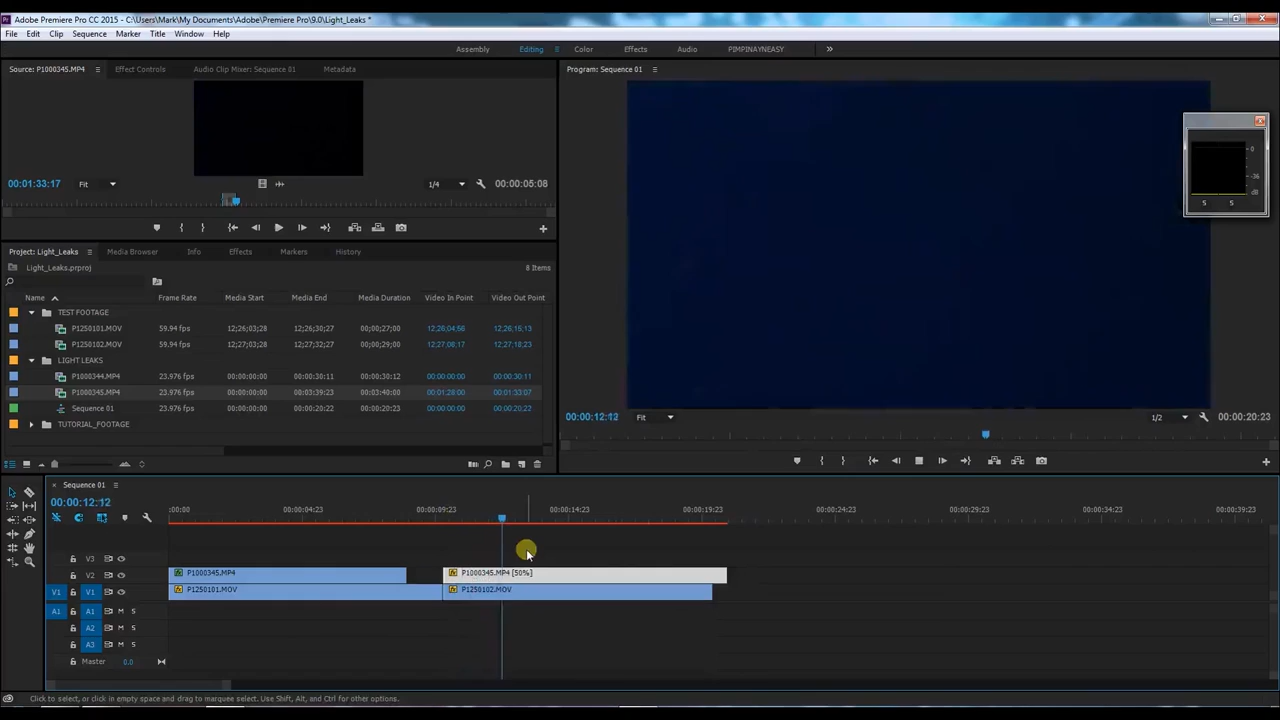 Adobe Premiere Pro CC 2015 - C:\Users\Mark\My Documents\Adobe\Premiere Pro\9.0\Light_Leaks *
File Edit Clip Sequence Marker Title Window Help
Assembly Editing Color Effects Audio PIMPINAYNEASY
Source: P1000345.MP4 Effect Controls Audio Clip Mixer: Sequence 01 Metadata
Program: Sequence 01
00:01:33:17 Fit 1/4 00:00:05:08
0
-36
dB
S S
Project: Light_Leaks Media Browser Info Effects Markers History
Light_Leaks.prproj 8 Items
Name Frame Rate Media Start Media End Media Duration Video In Point Video Out Point
TEST FOOTAGE
P1250101.MOV 59.94 fps 12;26;03;28 12;26;30;27 00;00;27;00 12;26;04;56 12;26;15;13
P1250102.MOV 59.94 fps 12;27;03;28 12;27;32;27 00;00;29;00 12;27;08;17 12;27;18;23
LIGHT LEAKS
P1000344.MP4 23.976 fps 00:00:00:00 00:00:30:11 00:00:30:12 00:00:00:00 00:00:30:11
P1000345.MP4 23.976 fps 00:00:00:00 00:03:39:23 00:03:40:00 00:01:28:00 00:01:33:07
Sequence 01 23.976 fps 00:00:00:00 00:00:20:22 00:00:20:23 00:00:00:00 00:00:20:22
TUTORIAL_FOOTAGE
00:00:12:12 Fit 1/2 00:00:20:23
Sequence 01
00:00:12:12
:00:00 00:00:04:23 00:00:09:23 00:00:14:23 00:00:19:23 00:00:24:23 00:00:29:23 00:00:34:23 00:00:39:23
V3
V2 P1000345.MP4 P1000345.MP4 [50%]
V1 V1 P1250101.MOV P1250102.MOV
A1 A1 M S
A2 M S
A3 M S
Master 0.0
Click to select, or click in empty space and drag to marquee select. Use Shift, Alt, and Ctrl for other options.